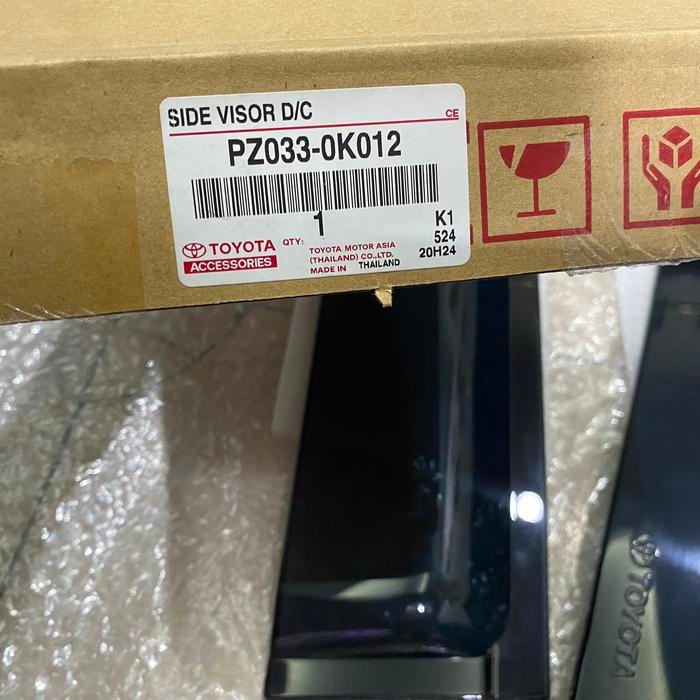 SIDE VISOR D/C
CE
PZ033-0K012
1
K1
TOYOTA
QTY:
TOYOTA MOTOR ASIA
524
ACCESSORIES
(THAILAND) CO.,LTD.
20H24
MADE IN THAILAND
TOYOTA